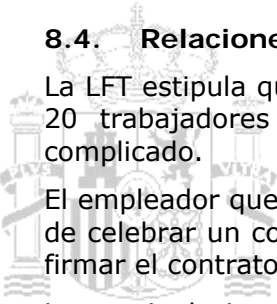 8.4. Relacione
La LFT estipula qu
20 trabajadores
complicado.
El empleador que
de celebrar un co
firmar el contrato